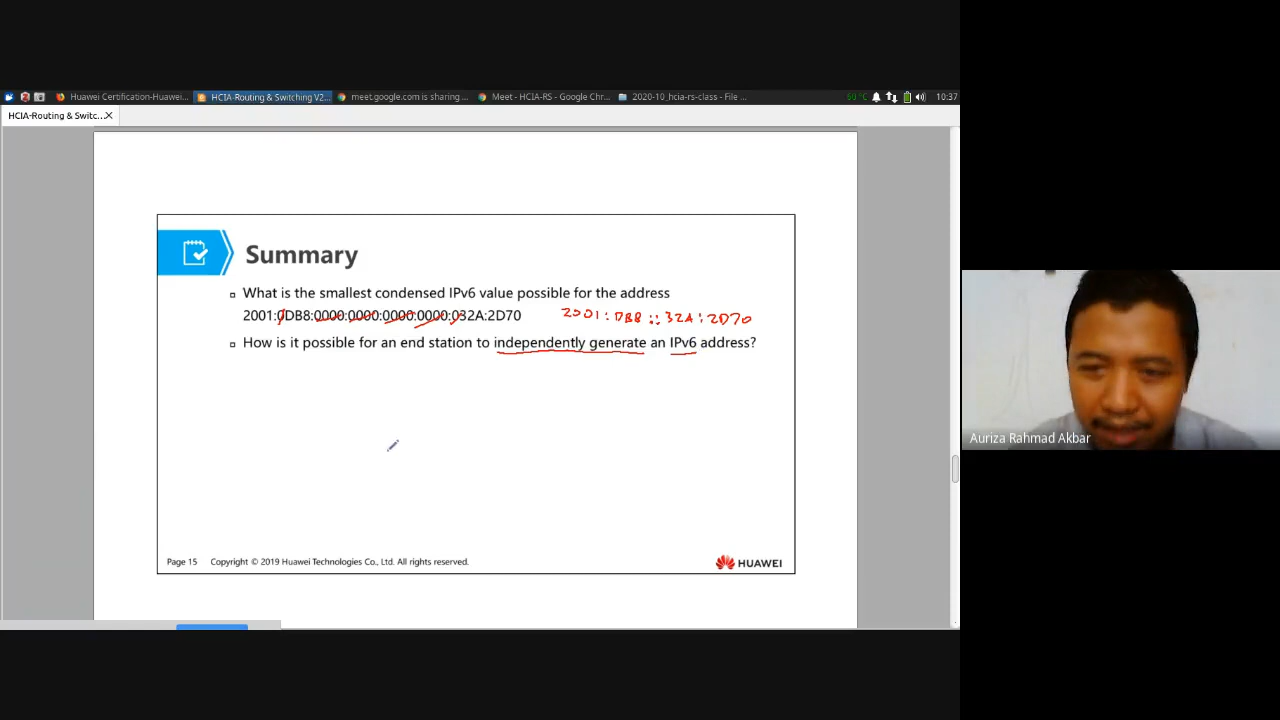 Huawei Certification-Huawei... HCIA-Routing & Switching V2... meet.google.com is sharing ... Meet - HCIA-RS - Google Chr... 2020-10_hcia-rs-class - File ... 50 °C 10:37
HCIA-Routing & Switc...
Summary
What is the smallest condensed IPv6 value possible for the address
2001:0DB8:0000:0000:0000:0000:032A:2D70 2001:DB8::32A:2D70
How is it possible for an end station to independently generate an IPv6 address?
Auriza Rahmad Akbar
Page 15 Copyright © 2019 Huawei Technologies Co., Ltd. All rights reserved.
HUAWEI